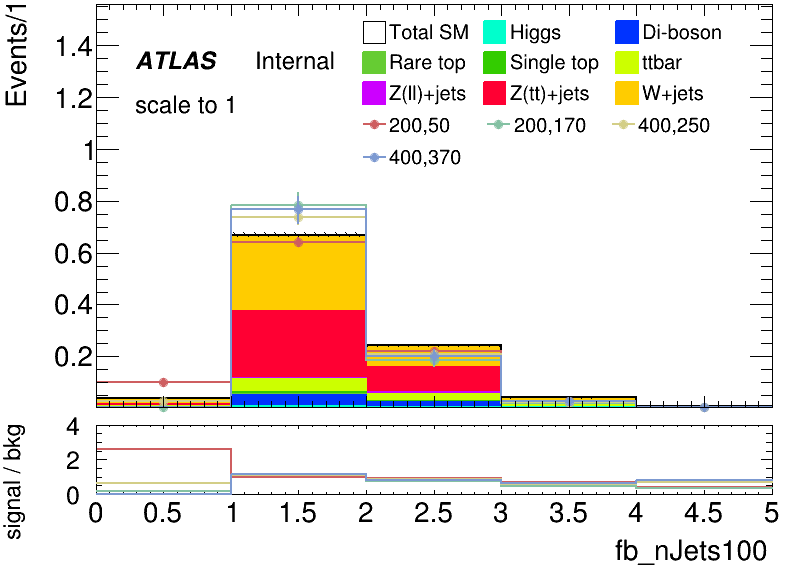 Events/1
1.4
1.2
1
0.8
0.6
0.4
0.2
ATLAS Internal
scale to 1
Total SM Higgs Di-boson
Rare top Single top ttbar
Z(ll)+jets Z(tt)+jets W+jets
200,50 200,170 400,250
400,370
signal / bkg
4
2
0
0 0.5 1 1.5 2 2.5 3 3.5 4 4.5 5
fb_nJets100